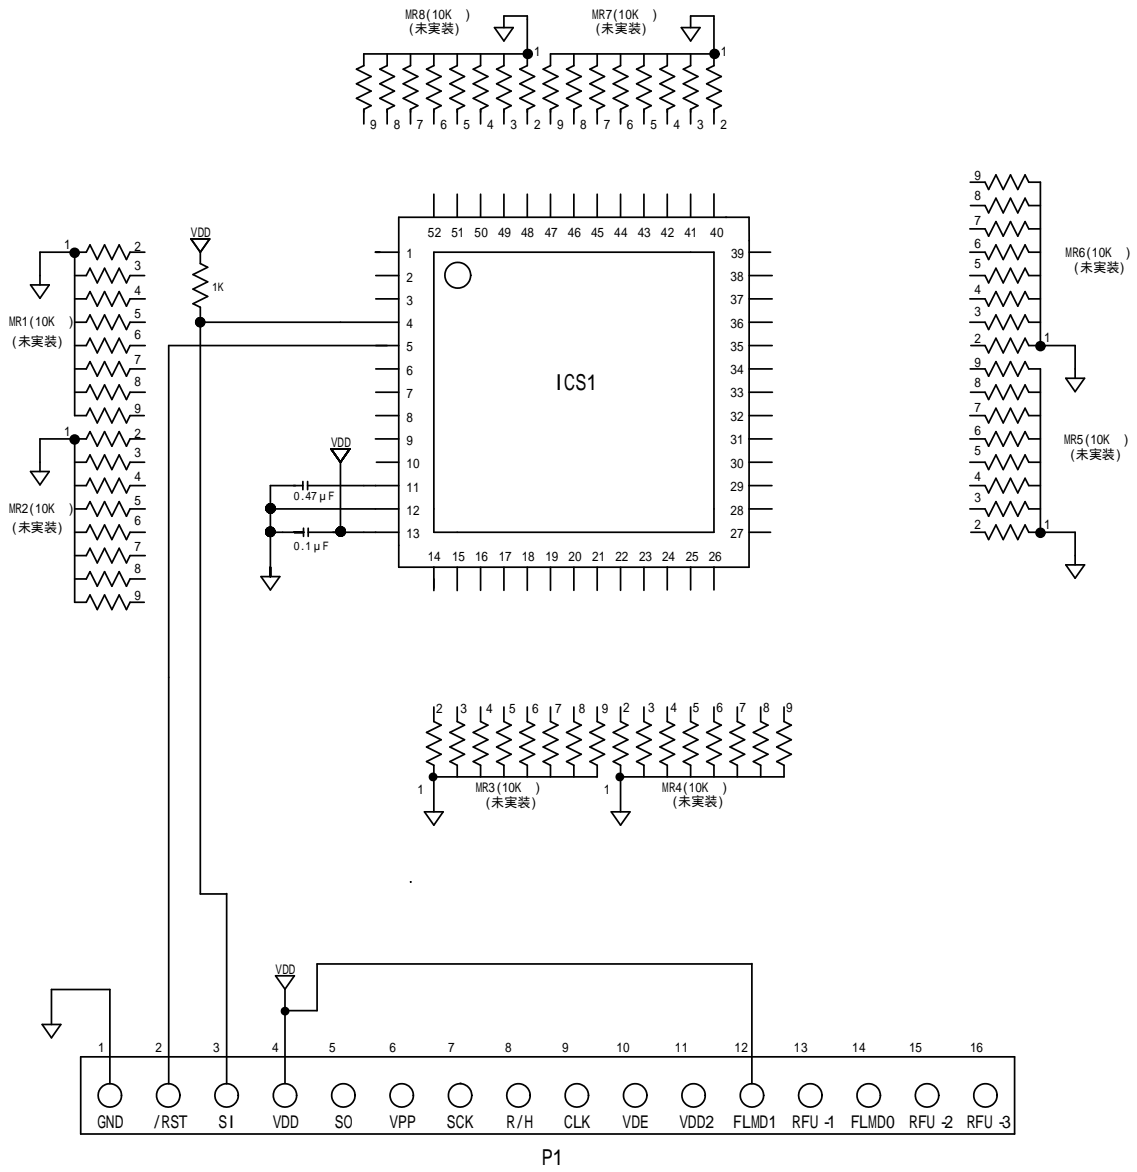 MR8(10K )
(未実装)
MR7(10K )
(未実装)
1
1
9 8 7 6 5 4 3 2 9 8 7 6 5 4 3 2
52 51 50 49 48 47 46 45 44 43 42 41 40
1
2
3
4
5
6
7
8
9
10
11
12
13
39
38
37
36
35
34
33
32
31
30
29
28
27
ICS1
14 15 16 17 18 19 20 21 22 23 24 25 26
1
2
3
4
5
6
7
8
9
MR1(10K )
(未実装)
1
2
3
4
5
6
7
8
9
MR2(10K )
(未実装)
VDD
1K
VDD
0.47μF
0.1μF
9
8
7
6
5
4
3
2
1
MR6(10K )
(未実装)
9
8
7
6
5
4
3
2
1
MR5(10K )
(未実装)
2 3 4 5 6 7 8 9 2 3 4 5 6 7 8 9
1
MR3(10K )
(未実装)
1
MR4(10K )
(未実装)
VDD
1 2 3 4 5 6 7 8 9 10 11 12 13 14 15 16
GND /RST SI VDD SO VPP SCK R/H CLK VDE VDD2 FLMD1 RFU-1 FLMD0 RFU-2 RFU-3
P1